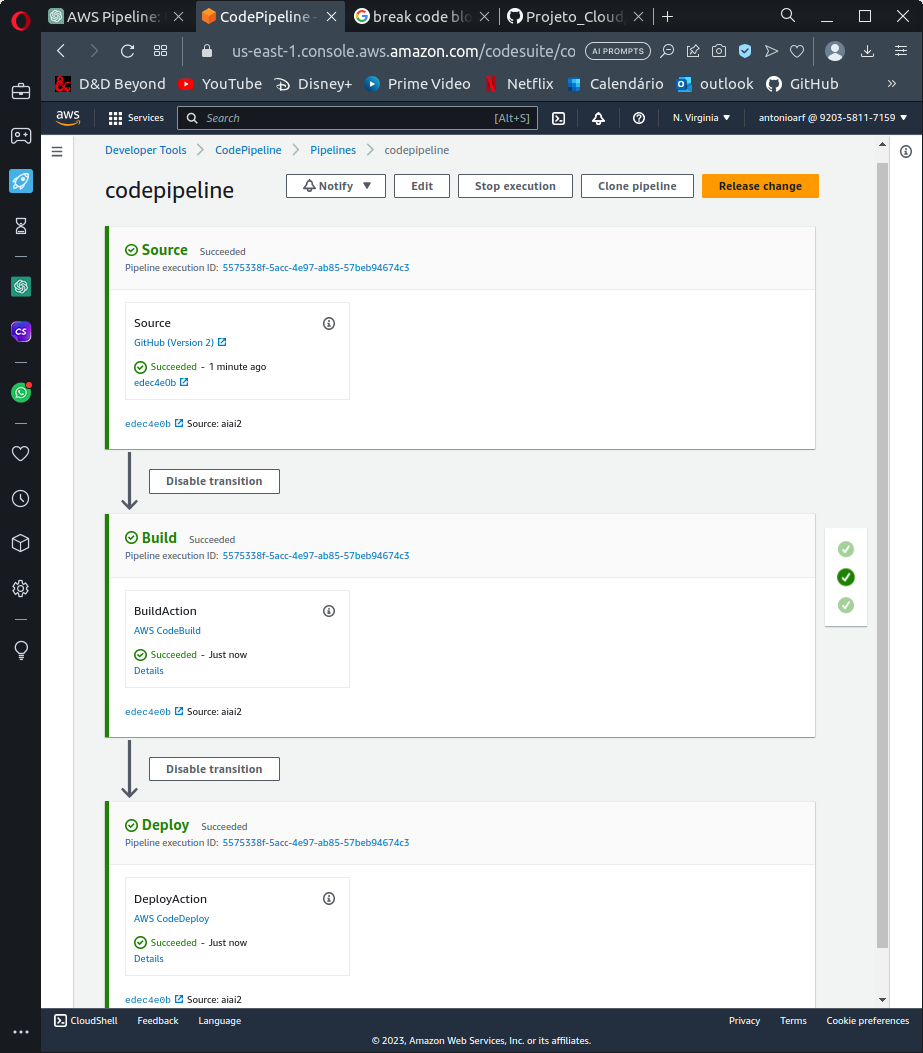 AWS Pipeline:
CodePipeline -
break code blo
Projeto_Cloud
us-east-1.console.aws.amazon.com/codesuite/co
AI PROMPTS
D&D Beyond
YouTube
Disney+
Prime Video
Netflix
Calendário
outlook
GitHub
»
aws
Services
Search
[Alt+S]
N. Virginia
antonioarf @ 9203-5811-7159
Developer Tools
CodePipeline
Pipelines
codepipeline
codepipeline
Notify
Edit
Stop execution
Clone pipeline
Release change
Source Succeeded
Pipeline execution ID: 5575338f-5acc-4e97-ab85-57beb94674c3
Source
GitHub (Version 2)
Succeeded - 1 minute ago
edec4e0b
edec4e0b Source: aiai2
Disable transition
Build Succeeded
Pipeline execution ID: 5575338f-5acc-4e97-ab85-57beb94674c3
BuildAction
AWS CodeBuild
Succeeded - Just now
Details
edec4e0b Source: aiai2
Disable transition
Deploy Succeeded
Pipeline execution ID: 5575338f-5acc-4e97-ab85-57beb94674c3
DeployAction
AWS CodeDeploy
Succeeded - Just now
Details
edec4e0b Source: aiai2
CS
CloudShell
Feedback
Language
Privacy
Terms
Cookie preferences
© 2023, Amazon Web Services, Inc. or its affiliates.